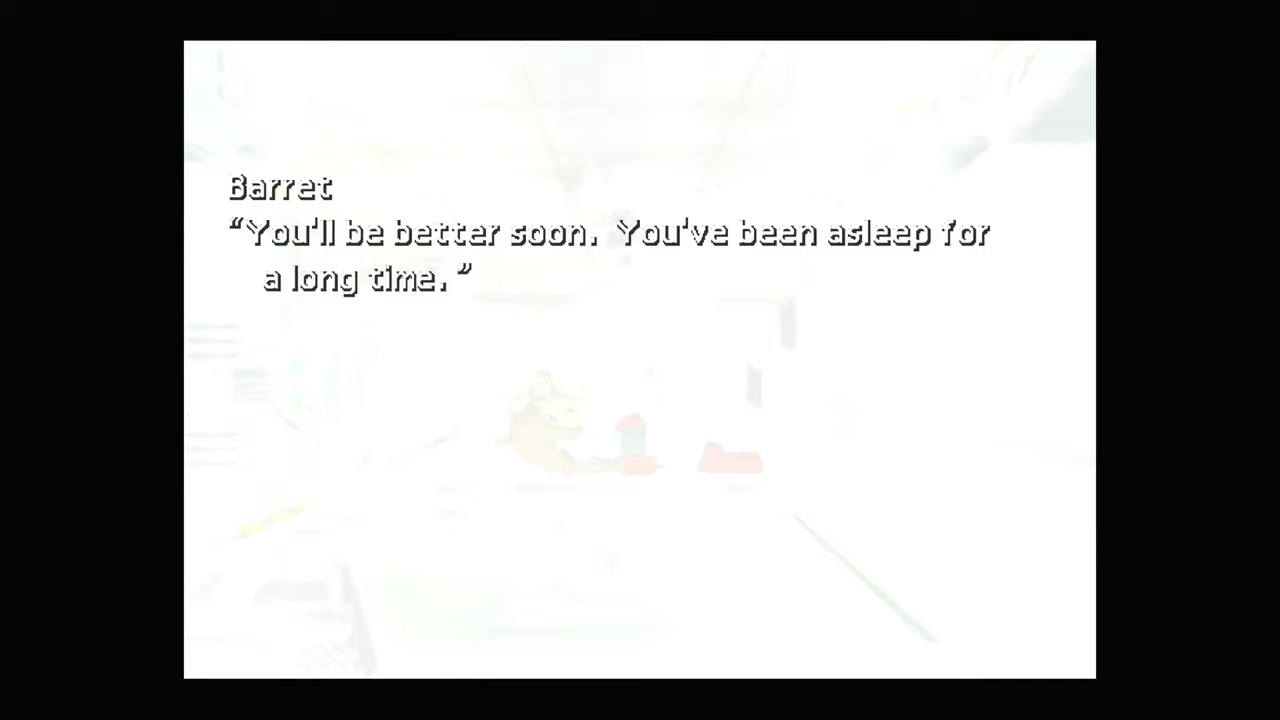 Barret
“You'll be better soon. You've been asleep for
a long time.”